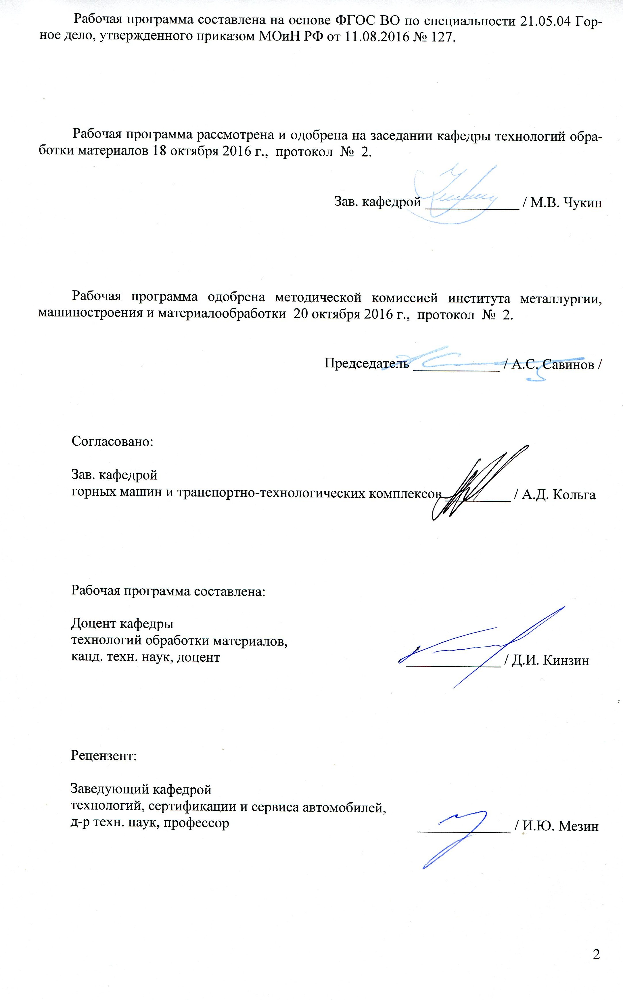 Рабочая программа составлена на основе ФГОС ВО по специальности 21.05.04 Гор-
ное дело, утвержденного приказом МОиН РФ от 11.08.2016 № 127.
Рабочая программа рассмотрена и одобрена на заседании кафедры технологий обра-
ботки материалов 18 октября 2016 г., протокол № 2.
Зав. кафедрой _____________ / М.В. Чукин
Рабочая программа одобрена методической комиссией института металлургии,
машиностроения и материалообработки 20 октября 2016 г., протокол № 2.
Председатель ____________ / А.С. Савинов /
Согласовано:
Зав. кафедрой
горных машин и транспортно-технологических комплексов _________ / А.Д. Кольга
Рабочая программа составлена:
Доцент кафедры
технологий обработки материалов,
канд. техн. наук, доцент _____________ / Д.И. Кинзин
Рецензент:
Заведующий кафедрой
технологий, сертификации и сервиса автомобилей,
д-р техн. наук, профессор _____________ / И.Ю. Мезин
2